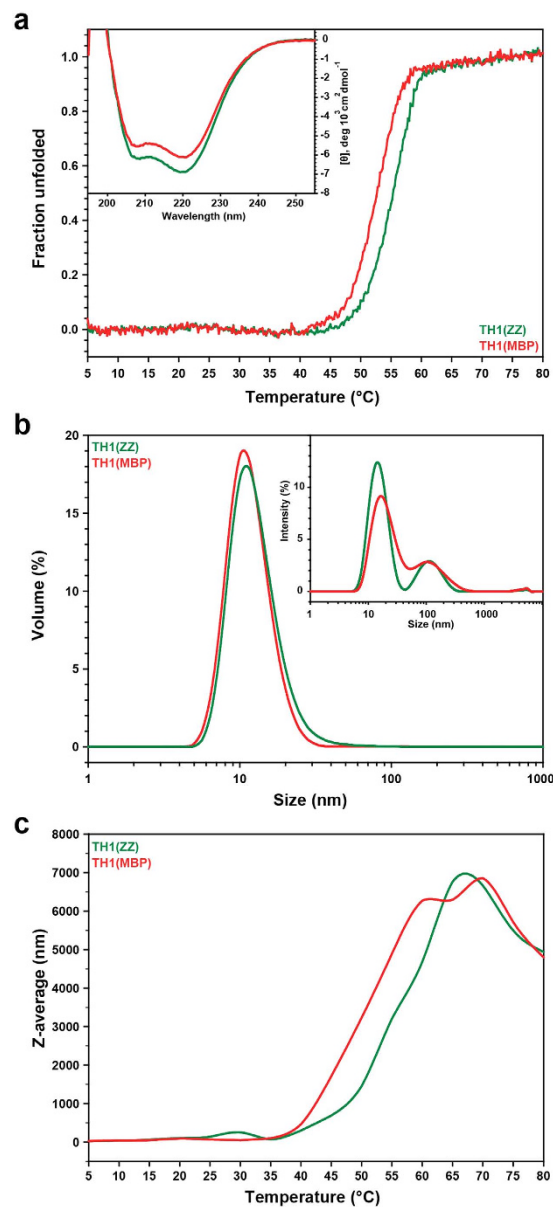 a
1.0
0.8
0.6
0.4
0.2
0.0
Fraction unfolded
5 10 15 20 25 30 35 40 45 50 55 60 65 70 75 80
Temperature (°C)
0
-1
-2
-3
-4
-5
-6
-7
-8
[θ], deg 10³ cm² dmol⁻¹
200 210 220 230 240 250
Wavelength (nm)
TH1(ZZ)
TH1(MBP)
b
TH1(ZZ)
TH1(MBP)
20
15
10
5
0
Volume (%)
1 10 100 1000
Size (nm)
10
5
0
Intensity (%)
1 10 100 1000
Size (nm)
c
TH1(ZZ)
TH1(MBP)
8000
7000
6000
5000
4000
3000
2000
1000
0
Z-average (nm)
5 10 15 20 25 30 35 40 45 50 55 60 65 70 75 80
Temperature (°C)